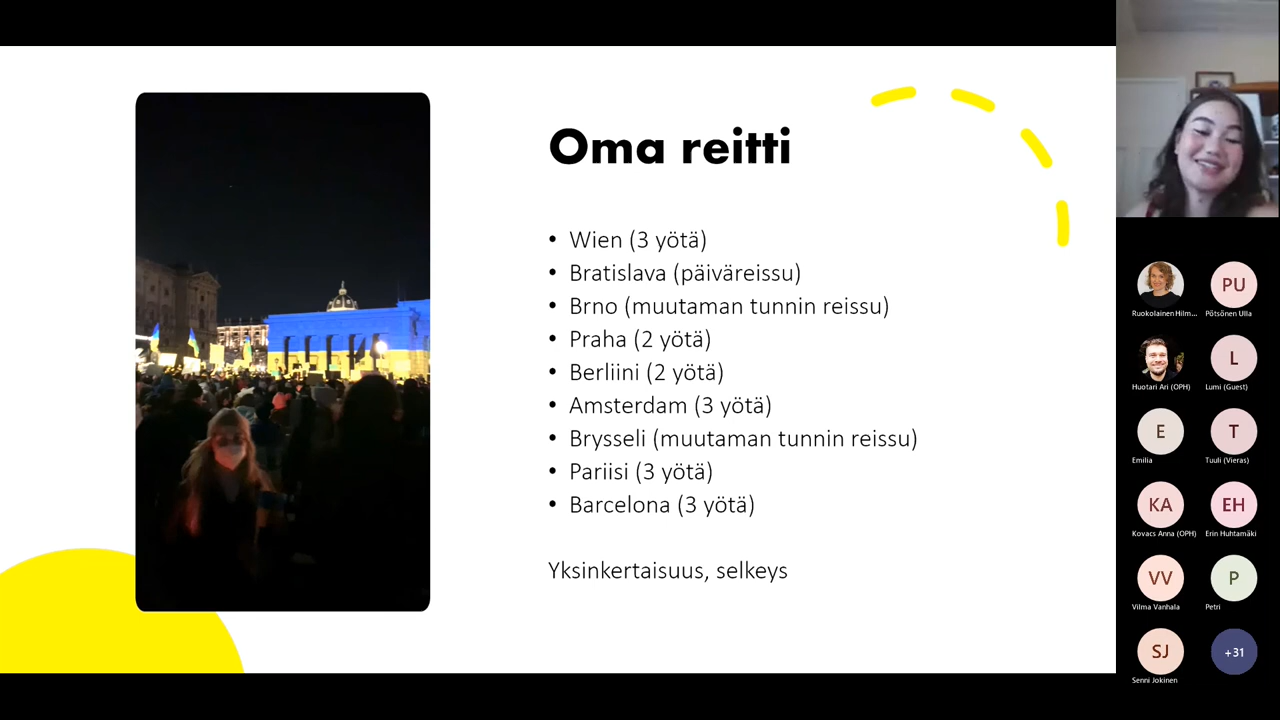 Oma reitti
• Wien (3 yötä)
• Bratislava (päiväreissu)
• Brno (muutaman tunnin reissu)
• Praha (2 yötä)
• Berliini (2 yötä)
• Amsterdam (3 yötä)
• Brysseli (muutaman tunnin reissu)
• Pariisi (3 yötä)
• Barcelona (3 yötä)
Yksinkertaisuus, selkeys
Ruokolainen Hilm...
PU
Pötsönen Ulla
Huotari Ari (OPH)
L
Lumi (Guest)
E
Emilia
T
Tuuli (Vieras)
KA
Kovacs Anna (OPH)
EH
Erin Huhtamäki
VV
Vilma Vanhala
P
Petri
SJ
Senni Jokinen
+31